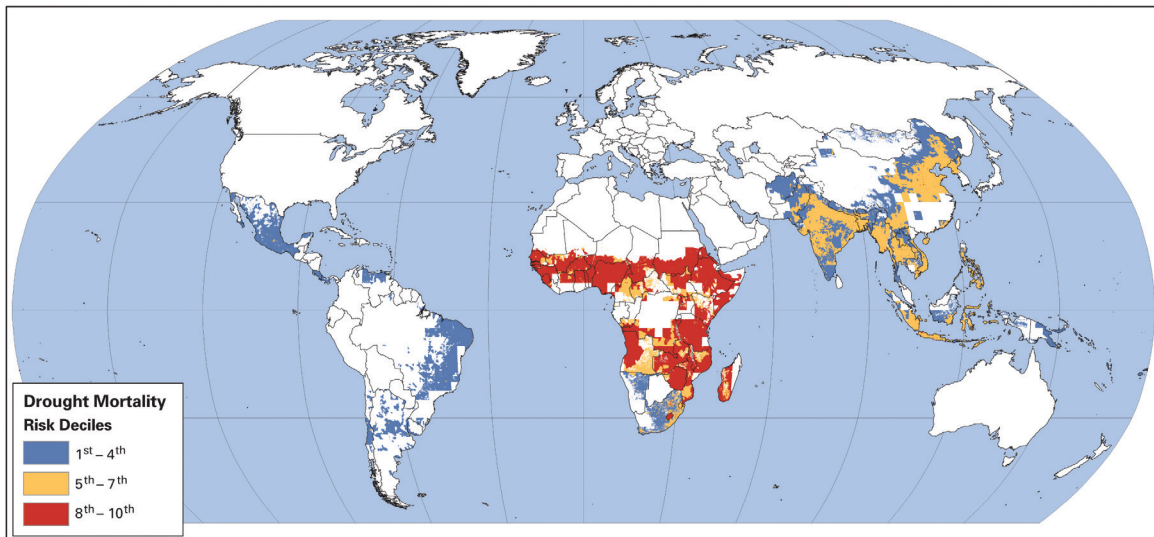 Drought Mortality
Risk Deciles
1st – 4th
5th – 7th
8th – 10th